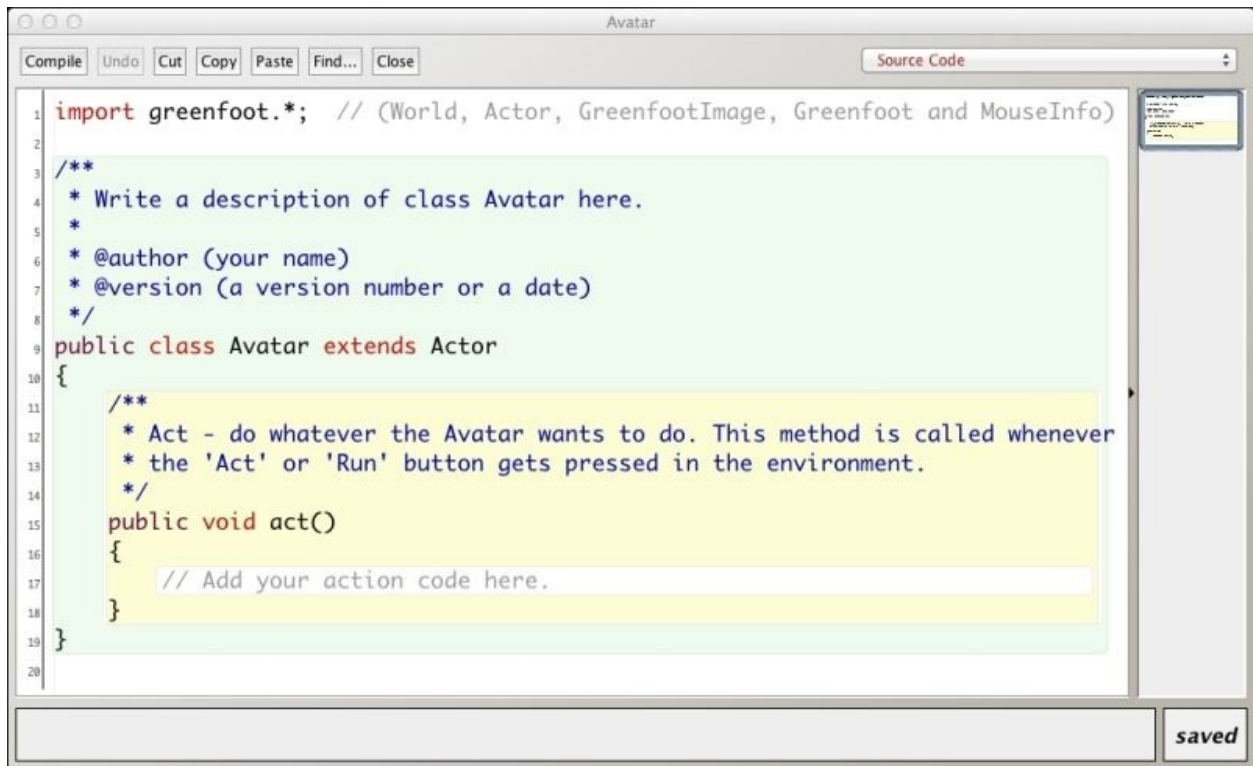 Avatar
Compile Undo Cut Copy Paste Find... Close Source Code
1 import greenfoot.*;  // (World, Actor, GreenfootImage, Greenfoot and MouseInfo)
2
3 /**
4  * Write a description of class Avatar here.
5  *
6  * @author (your name)
7  * @version (a version number or a date)
8  */
9 public class Avatar extends Actor
10 {
11     /**
12      * Act - do whatever the Avatar wants to do. This method is called whenever
13      * the 'Act' or 'Run' button gets pressed in the environment.
14      */
15     public void act()
16     {
17         // Add your action code here.
18     }
19 }
20
saved